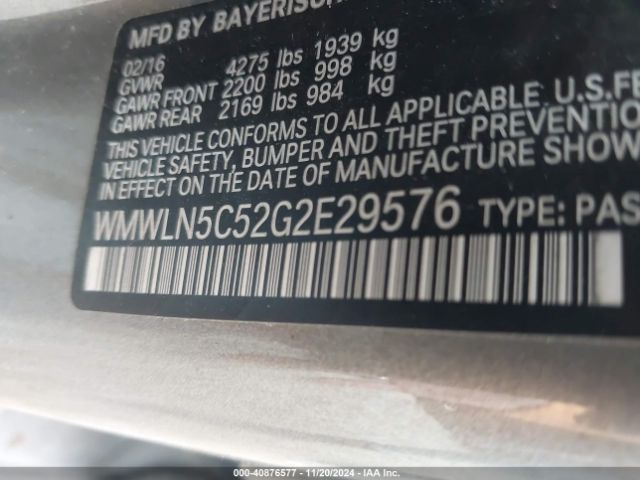 MFD BY BAYERISCH
02/16
GVWR 4275 lbs 1939 kg
GAWR FRONT 2200 lbs 998 kg
GAWR REAR 2169 lbs 984 kg
THIS VEHICLE CONFORMS TO ALL APPLICABLE U.S.FE
VEHICLE SAFETY, BUMPER AND THEFT PREVENTIO
IN EFFECT ON THE DATE OF MANUFACTURE SHOW
WMWLN5C52G2E29576 TYPE: PAS
000-40876577 - 11/20/2024 - IAA Inc.